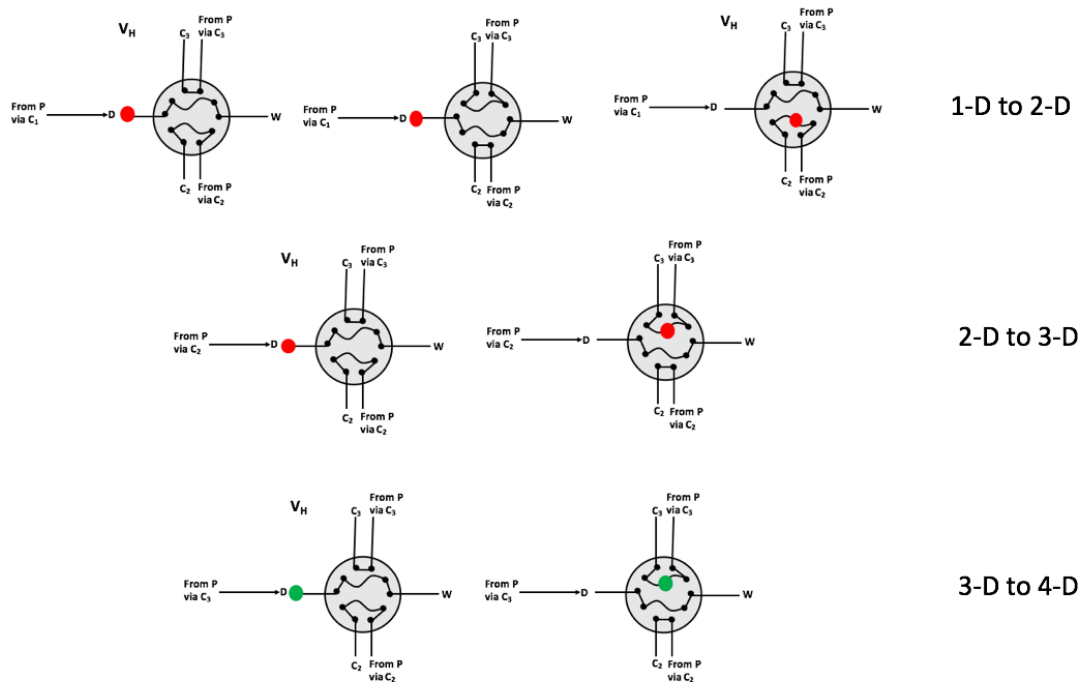 V_H
C₃
From P
via C₃
From P
via C₁
D
W
C₂
From P
via C₂
C₃
From P
via C₃
From P
via C₁
D
W
C₂
From P
via C₂
V_H
C₃
From P
via C₃
From P
via C₁
D
W
C₂
From P
via C₂
1-D to 2-D
V_H
C₃
From P
via C₃
From P
via C₂
D
W
C₂
From P
via C₂
C₃
From P
via C₃
From P
via C₂
D
W
C₂
From P
via C₂
2-D to 3-D
V_H
C₃
From P
via C₃
From P
via C₃
D
W
C₂
From P
via C₂
C₃
From P
via C₃
From P
via C₃
D
W
C₂
From P
via C₂
3-D to 4-D